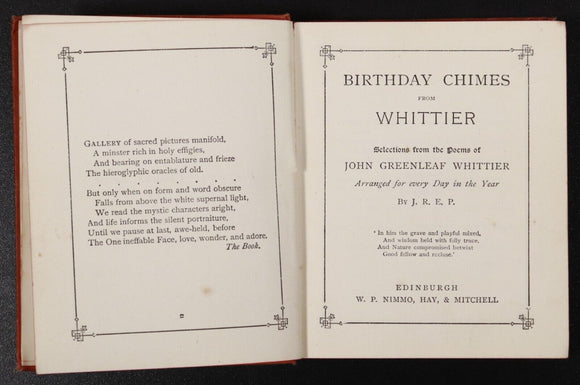 GALLERY of sacred pictures manifold,
A minster rich in holy effigies,
And bearing on entablature and frieze
The hieroglyphic oracles of old.
. . . . . . . .
But only when on form and word obscure
Falls from above the white supernal light,
We read the mystic characters aright,
And life informs the silent portraiture,
Until we pause at last, awe-held, before
The One ineffable Face, love, wonder, and adore.
The Book.
BIRTHDAY CHIMES
FROM
WHITTIER
Selections from the Poems of
JOHN GREENLEAF WHITTIER
Arranged for every Day in the Year
BY J. R. E. P.
'In him the grave and playful mixed,
And wisdom held with folly truce,
And Nature compromised betwixt
Good fellow and recluse.'
EDINBURGH
W. P. NIMMO, HAY, & MITCHELL